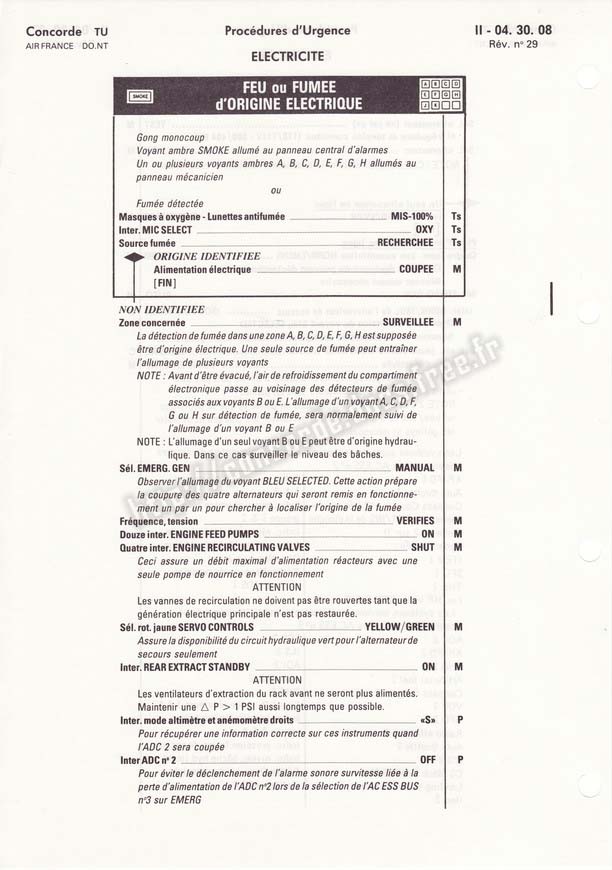 Concorde TU
AIR FRANCE DO.NT
Procédures d'Urgence
II - 04. 30. 08
Rév. n° 29
ELECTRICITE
SMOKE
FEU ou FUMEE
d'ORIGINE ELECTRIQUE
A B C D
E F G H
J K
Gong monocoup
Voyant ambre SMOKE allumé au panneau central d'alarmes
Un ou plusieurs voyants ambres A, B, C, D, E, F, G, H allumés au
panneau mécanicien
ou
Fumée détectée
Masques à oxygène - Lunettes antifumée MIS-100% Ts
Inter. MIC SELECT OXY Ts
Source fumée RECHERCHEE Ts
ORIGINE IDENTIFIEE
Alimentation électrique COUPEE M
[FIN]
NON IDENTIFIEE
Zone concernée SURVEILLEE M
La détection de fumée dans une zone A, B, C, D, E, F, G, H est supposée
être d'origine électrique. Une seule source de fumée peut entraîner
l'allumage de plusieurs voyants
NOTE : Avant d'être évacué, l'air de refroidissement du compartiment
électronique passe au voisinage des détecteurs de fumée
associés aux voyants B ou E. L'allumage d'un voyant A, C, D, F,
G ou H sur détection de fumée, sera normalement suivi de
l'allumage d'un voyant B ou E
NOTE : L'allumage d'un seul voyant B ou E peut être d'origine hydrau-
lique. Dans ce cas surveiller le niveau des bâches.
Sél. EMERG. GEN MANUAL M
Observer l'allumage du voyant BLEU SELECTED. Cette action prépare
la coupure des quatre alternateurs qui seront remis en fonctionne-
ment un par un pour chercher à localiser l'origine de la fumée
Fréquence, tension VERIFIES M
Douze inter. ENGINE FEED PUMPS ON M
Quatre inter. ENGINE RECIRCULATING VALVES SHUT M
Ceci assure un débit maximal d'alimentation réacteurs avec une
seule pompe de nourrice en fonctionnement
ATTENTION
Les vannes de recirculation ne doivent pas être rouvertes tant que la
génération électrique principale n'est pas restaurée.
Sél. rot. jaune SERVO CONTROLS YELLOW/GREEN M
Assure la disponibilité du circuit hydraulique vert pour l'alternateur de
secours seulement
Inter. REAR EXTRACT STANDBY ON M
ATTENTION
Les ventilateurs d'extraction du rack avant ne seront plus alimentés.
Maintenir une △ P > 1 PSI aussi longtemps que possible.
Inter. mode altimètre et anémomètre droits «S» P
Pour récupérer une information correcte sur ces instruments quand
l'ADC 2 sera coupée
Inter ADC n° 2 OFF P
Pour éviter le déclenchement de l'alarme sonore survitesse liée à la
perte d'alimentation de l'ADC n°2 lors de la sélection de l'AC ESS BUS
n°3 sur EMERG